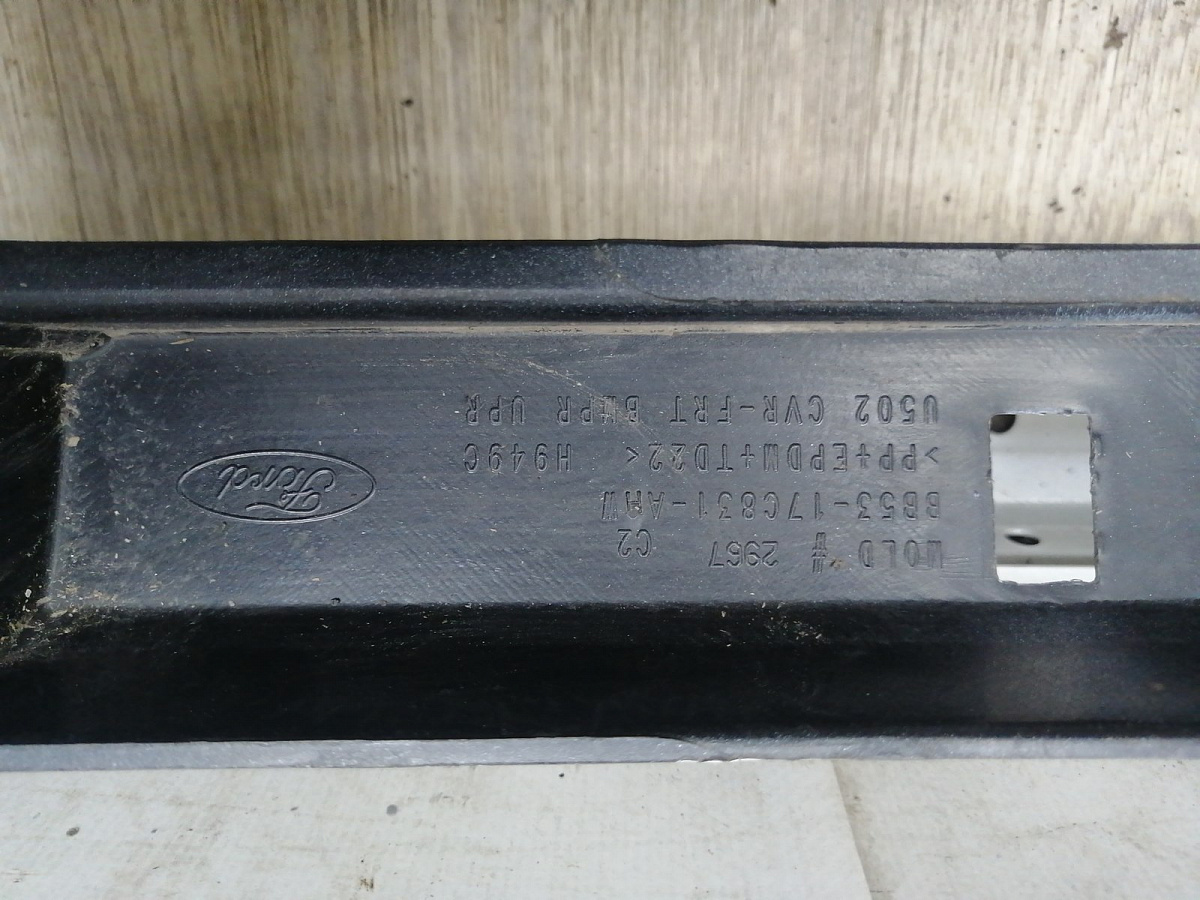 MOLD # 2967 C2
BB53-17C831-AAW
>PP+EPDM+TD22< H949C
U502 CVR-FRT BMPR UPR
Ford